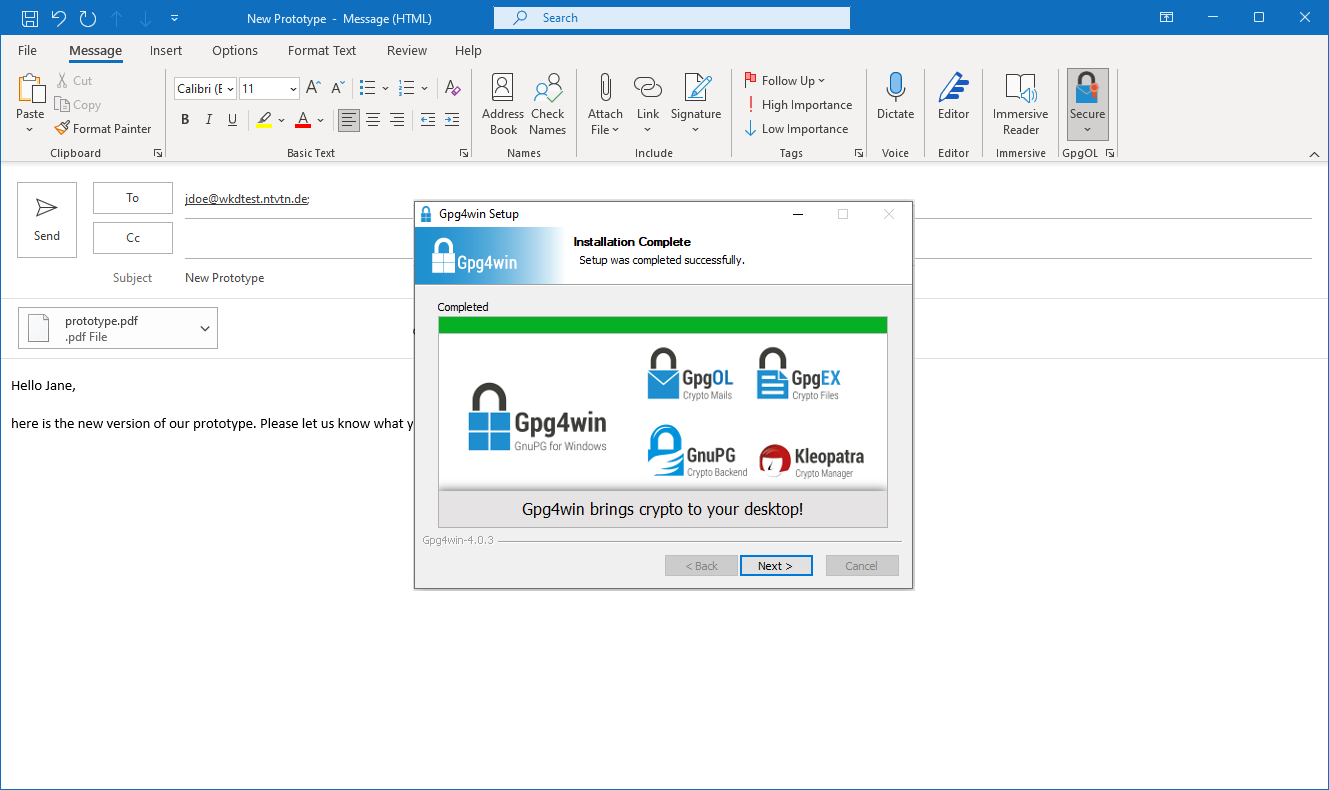 New Prototype - Message (HTML)
Search
File Message Insert Options Format Text Review Help
Paste
Cut
Copy
Format Painter
Clipboard
Calibri (E 11
B I U A
Basic Text
Address Book
Check Names
Names
Attach File
Link
Signature
Include
Follow Up
High Importance
Low Importance
Tags
Dictate
Voice
Editor
Editor
Immersive Reader
Immersive
Secure
GpgOL
Send
To
jdoe@wkdtest.ntvtn.de;
Cc
Subject
New Prototype
prototype.pdf
.pdf File
Hello Jane,
here is the new version of our prototype. Please let us know what y
Gpg4win Setup
Gpg4win
Installation Complete
Setup was completed successfully.
Completed
Gpg4win
GnuPG for Windows
GpgOL
Crypto Mails
GpgEX
Crypto Files
GnuPG
Crypto Backend
Kleopatra
Crypto Manager
Gpg4win brings crypto to your desktop!
Gpg4win-4.0.3
< Back
Next >
Cancel